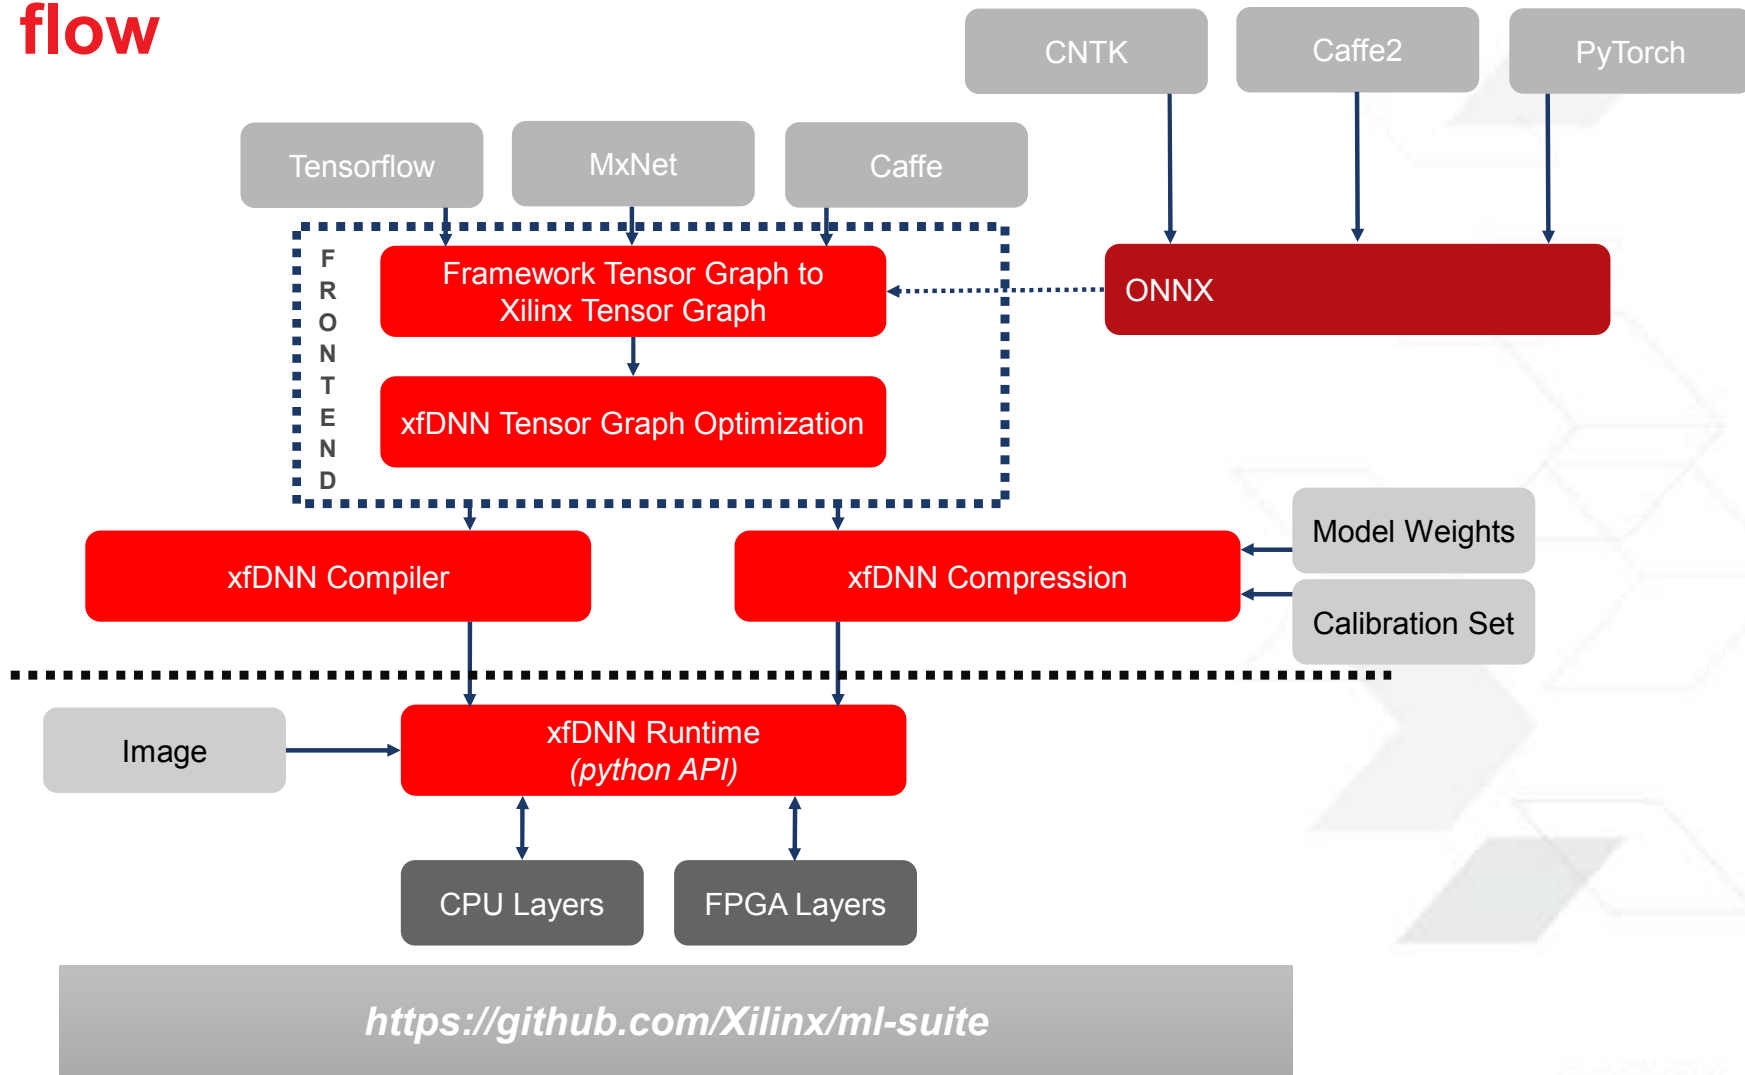 flow
CNTK
Caffe2
PyTorch
Tensorflow
MxNet
Caffe
FRONTEND
Framework Tensor Graph to
Xilinx Tensor Graph
ONNX
xfDNN Tensor Graph Optimization
Model Weights
xfDNN Compiler
xfDNN Compression
Calibration Set
Image
xfDNN Runtime
(python API)
CPU Layers
FPGA Layers
https://github.com/Xilinx/ml-suite